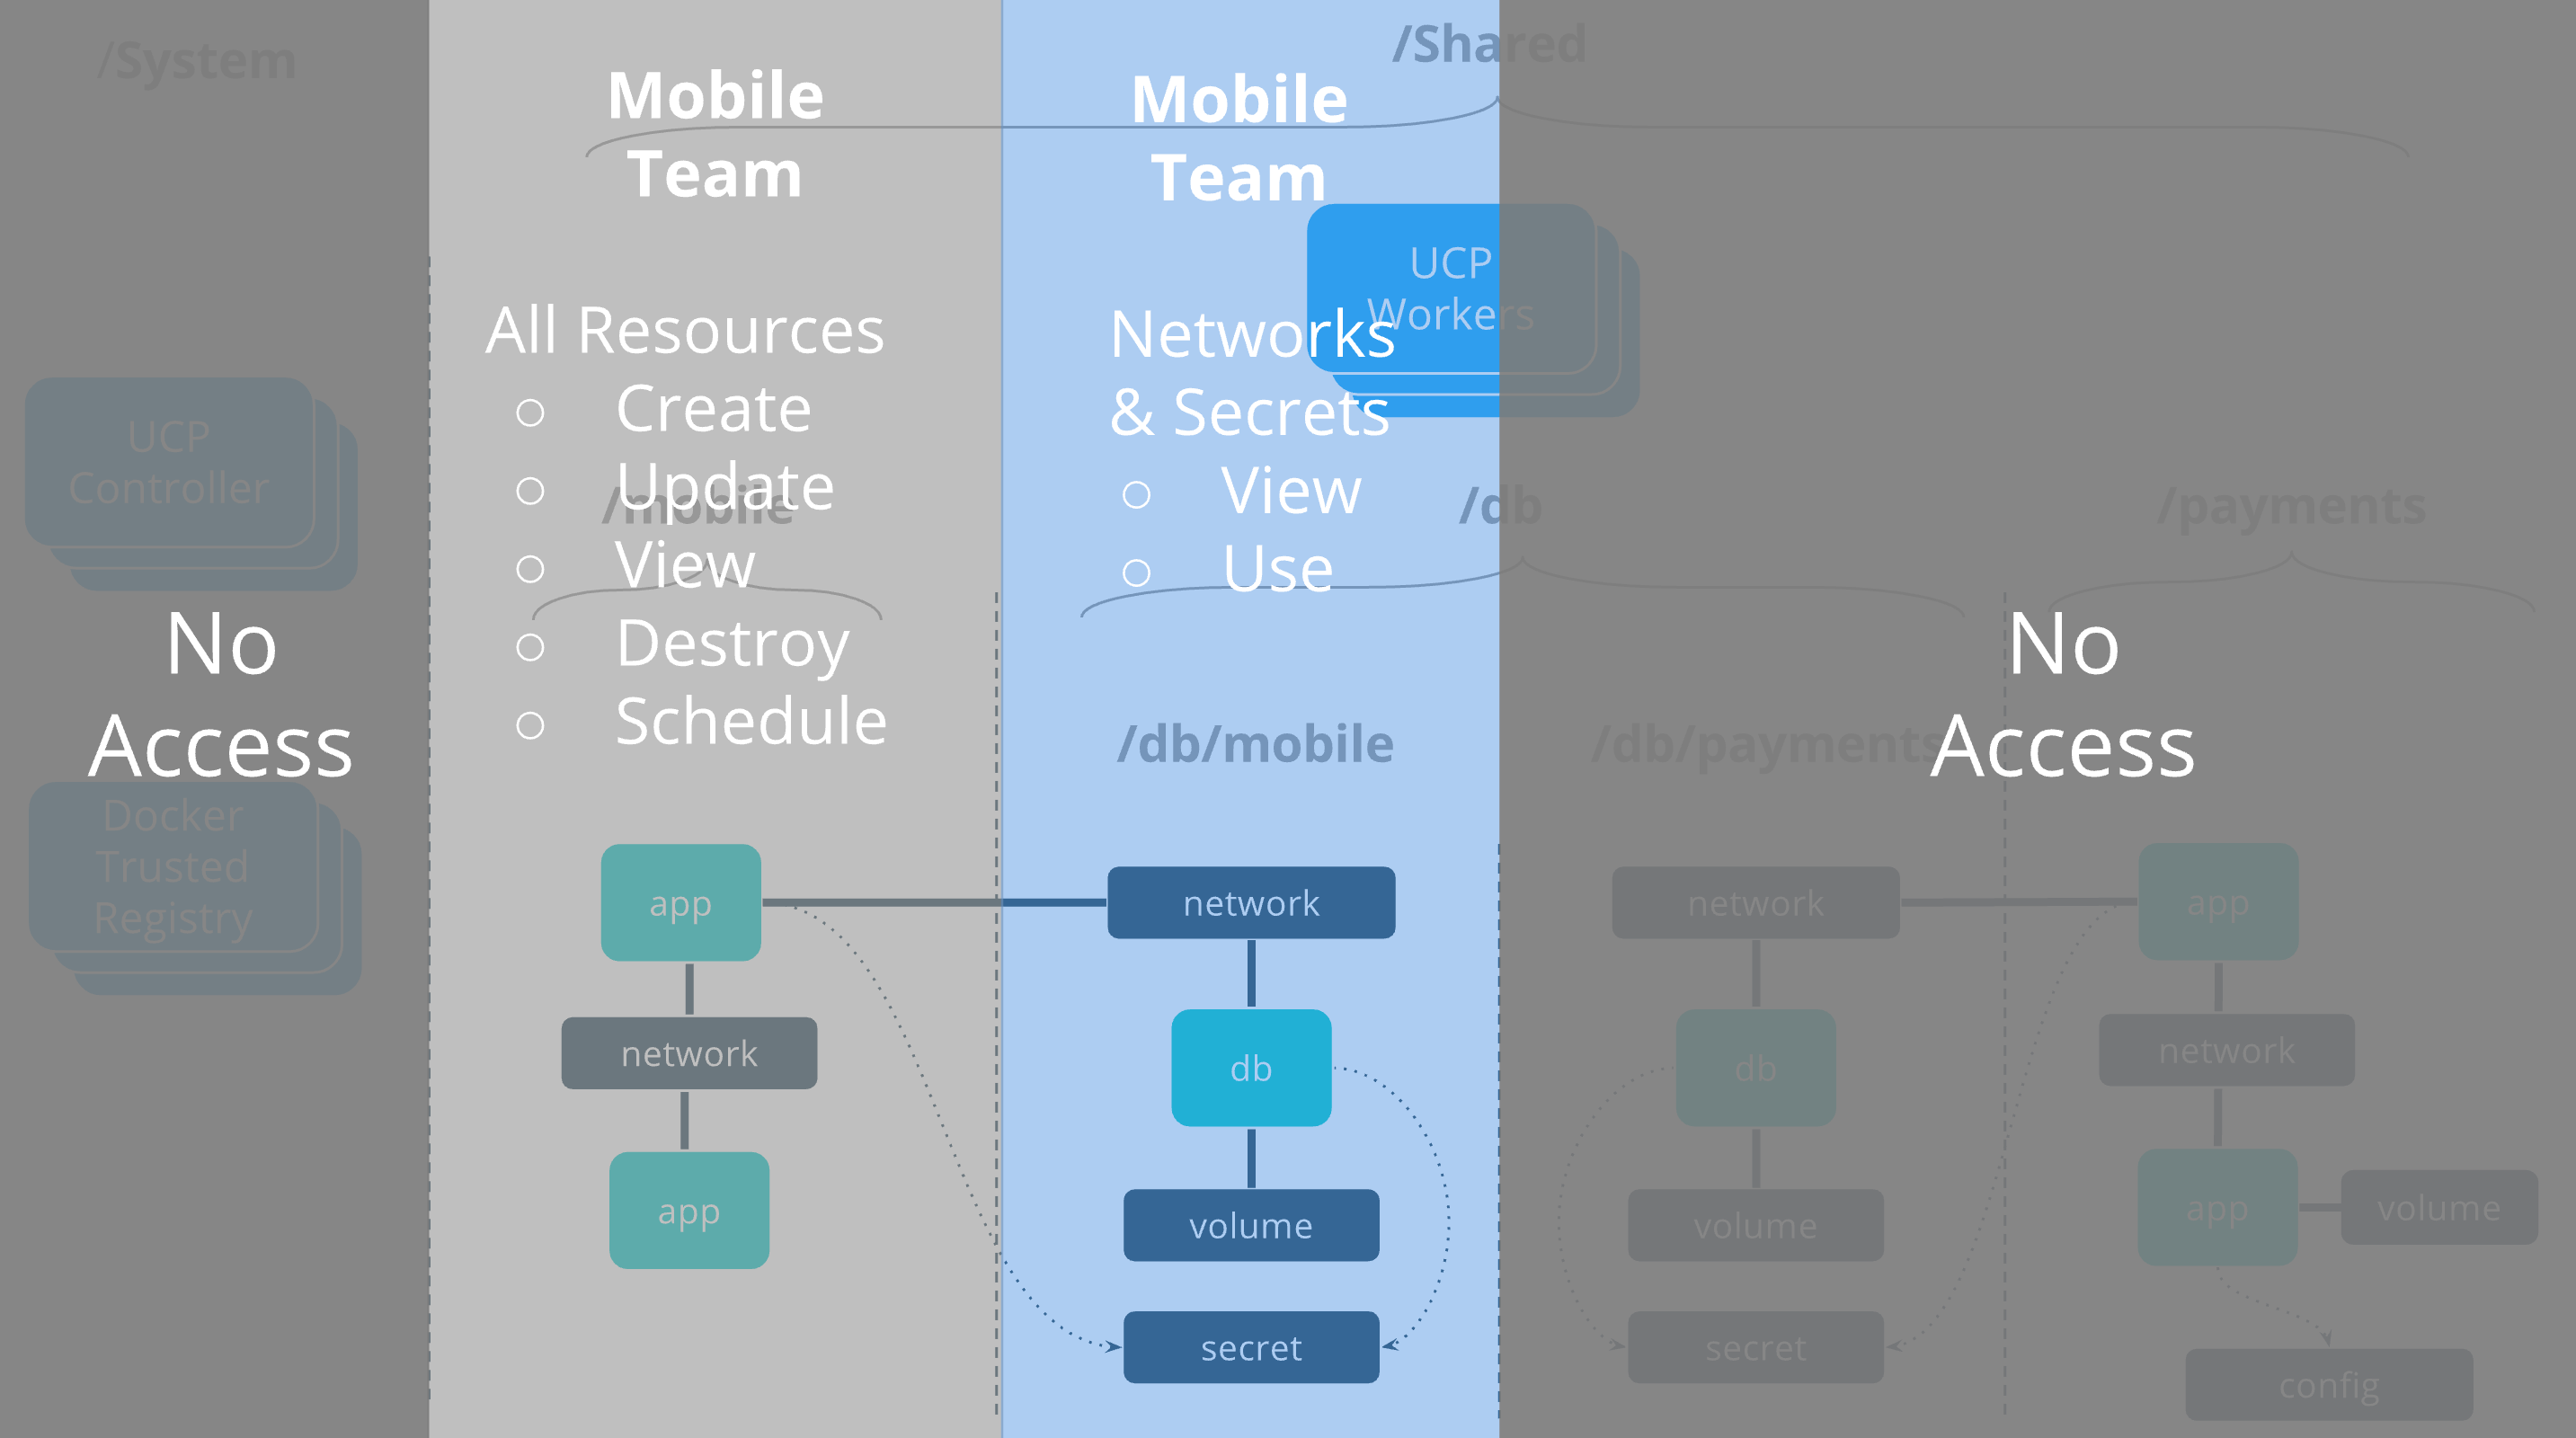 /System
No
Access
UCP
Controller
Docker
Trusted
Registry
Mobile
Team
All Resources
○ Create
○ Update
○ View
○ Destroy
○ Schedule
/mobile
app
network
app
/Shared
Mobile
Team
UCP
Workers
Networks
& Secrets
○ View
○ Use
/db
/db/mobile
network
db
volume
secret
/db/payments
network
db
volume
secret
/payments
No
Access
app
network
app
volume
config